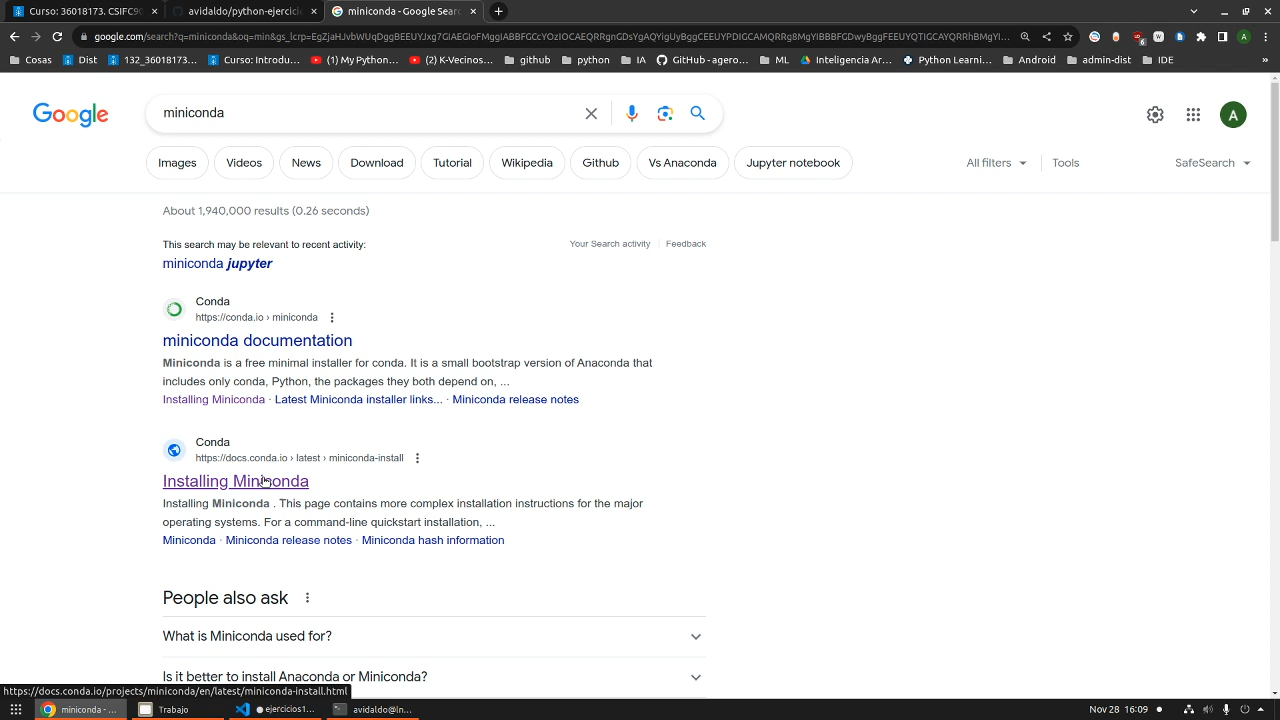 Curso: 36018173. CSIFC9
avidaldo/python-ejercicio
miniconda - Google Sear
google.com/search?q=miniconda&oq=min&gs_lcrp=
Cosas
Dist
132_36018173...
Curso: Introdu...
(1) My Python...
(2) K-Vecinos...
github
python
IA
GitHub - agero...
ML
Inteligencia Ar...
Python Learni...
Android
admin-dist
IDE
»
Google
miniconda
A
Images
Videos
News
Download
Tutorial
Wikipedia
Github
Vs Anaconda
Jupyter notebook
All filters
Tools
SafeSearch
About 1,940,000 results (0.26 seconds)
This search may be relevant to recent activity:
Your Search activity
Feedback
miniconda jupyter
Conda
https://conda.io › miniconda
miniconda documentation
Miniconda is a free minimal installer for conda. It is a small bootstrap version of Anaconda that
includes only conda, Python, the packages they both depend on, ...
Installing Miniconda · Latest Miniconda installer links... · Miniconda release notes
Conda
https://docs.conda.io › latest › miniconda-install
Installing Miniconda
Installing Miniconda . This page contains more complex installation instructions for the major
operating systems. For a command-line quickstart installation, ...
Miniconda · Miniconda release notes · Miniconda hash information
People also ask
What is Miniconda used for?
Is it better to install Anaconda or Miniconda?
https://docs.conda.io/projects/miniconda/en/latest/miniconda-install.html
miniconda - ...
Trabajo
● ejercicios1...
avidaldo@ln...
Nov 28 16:09